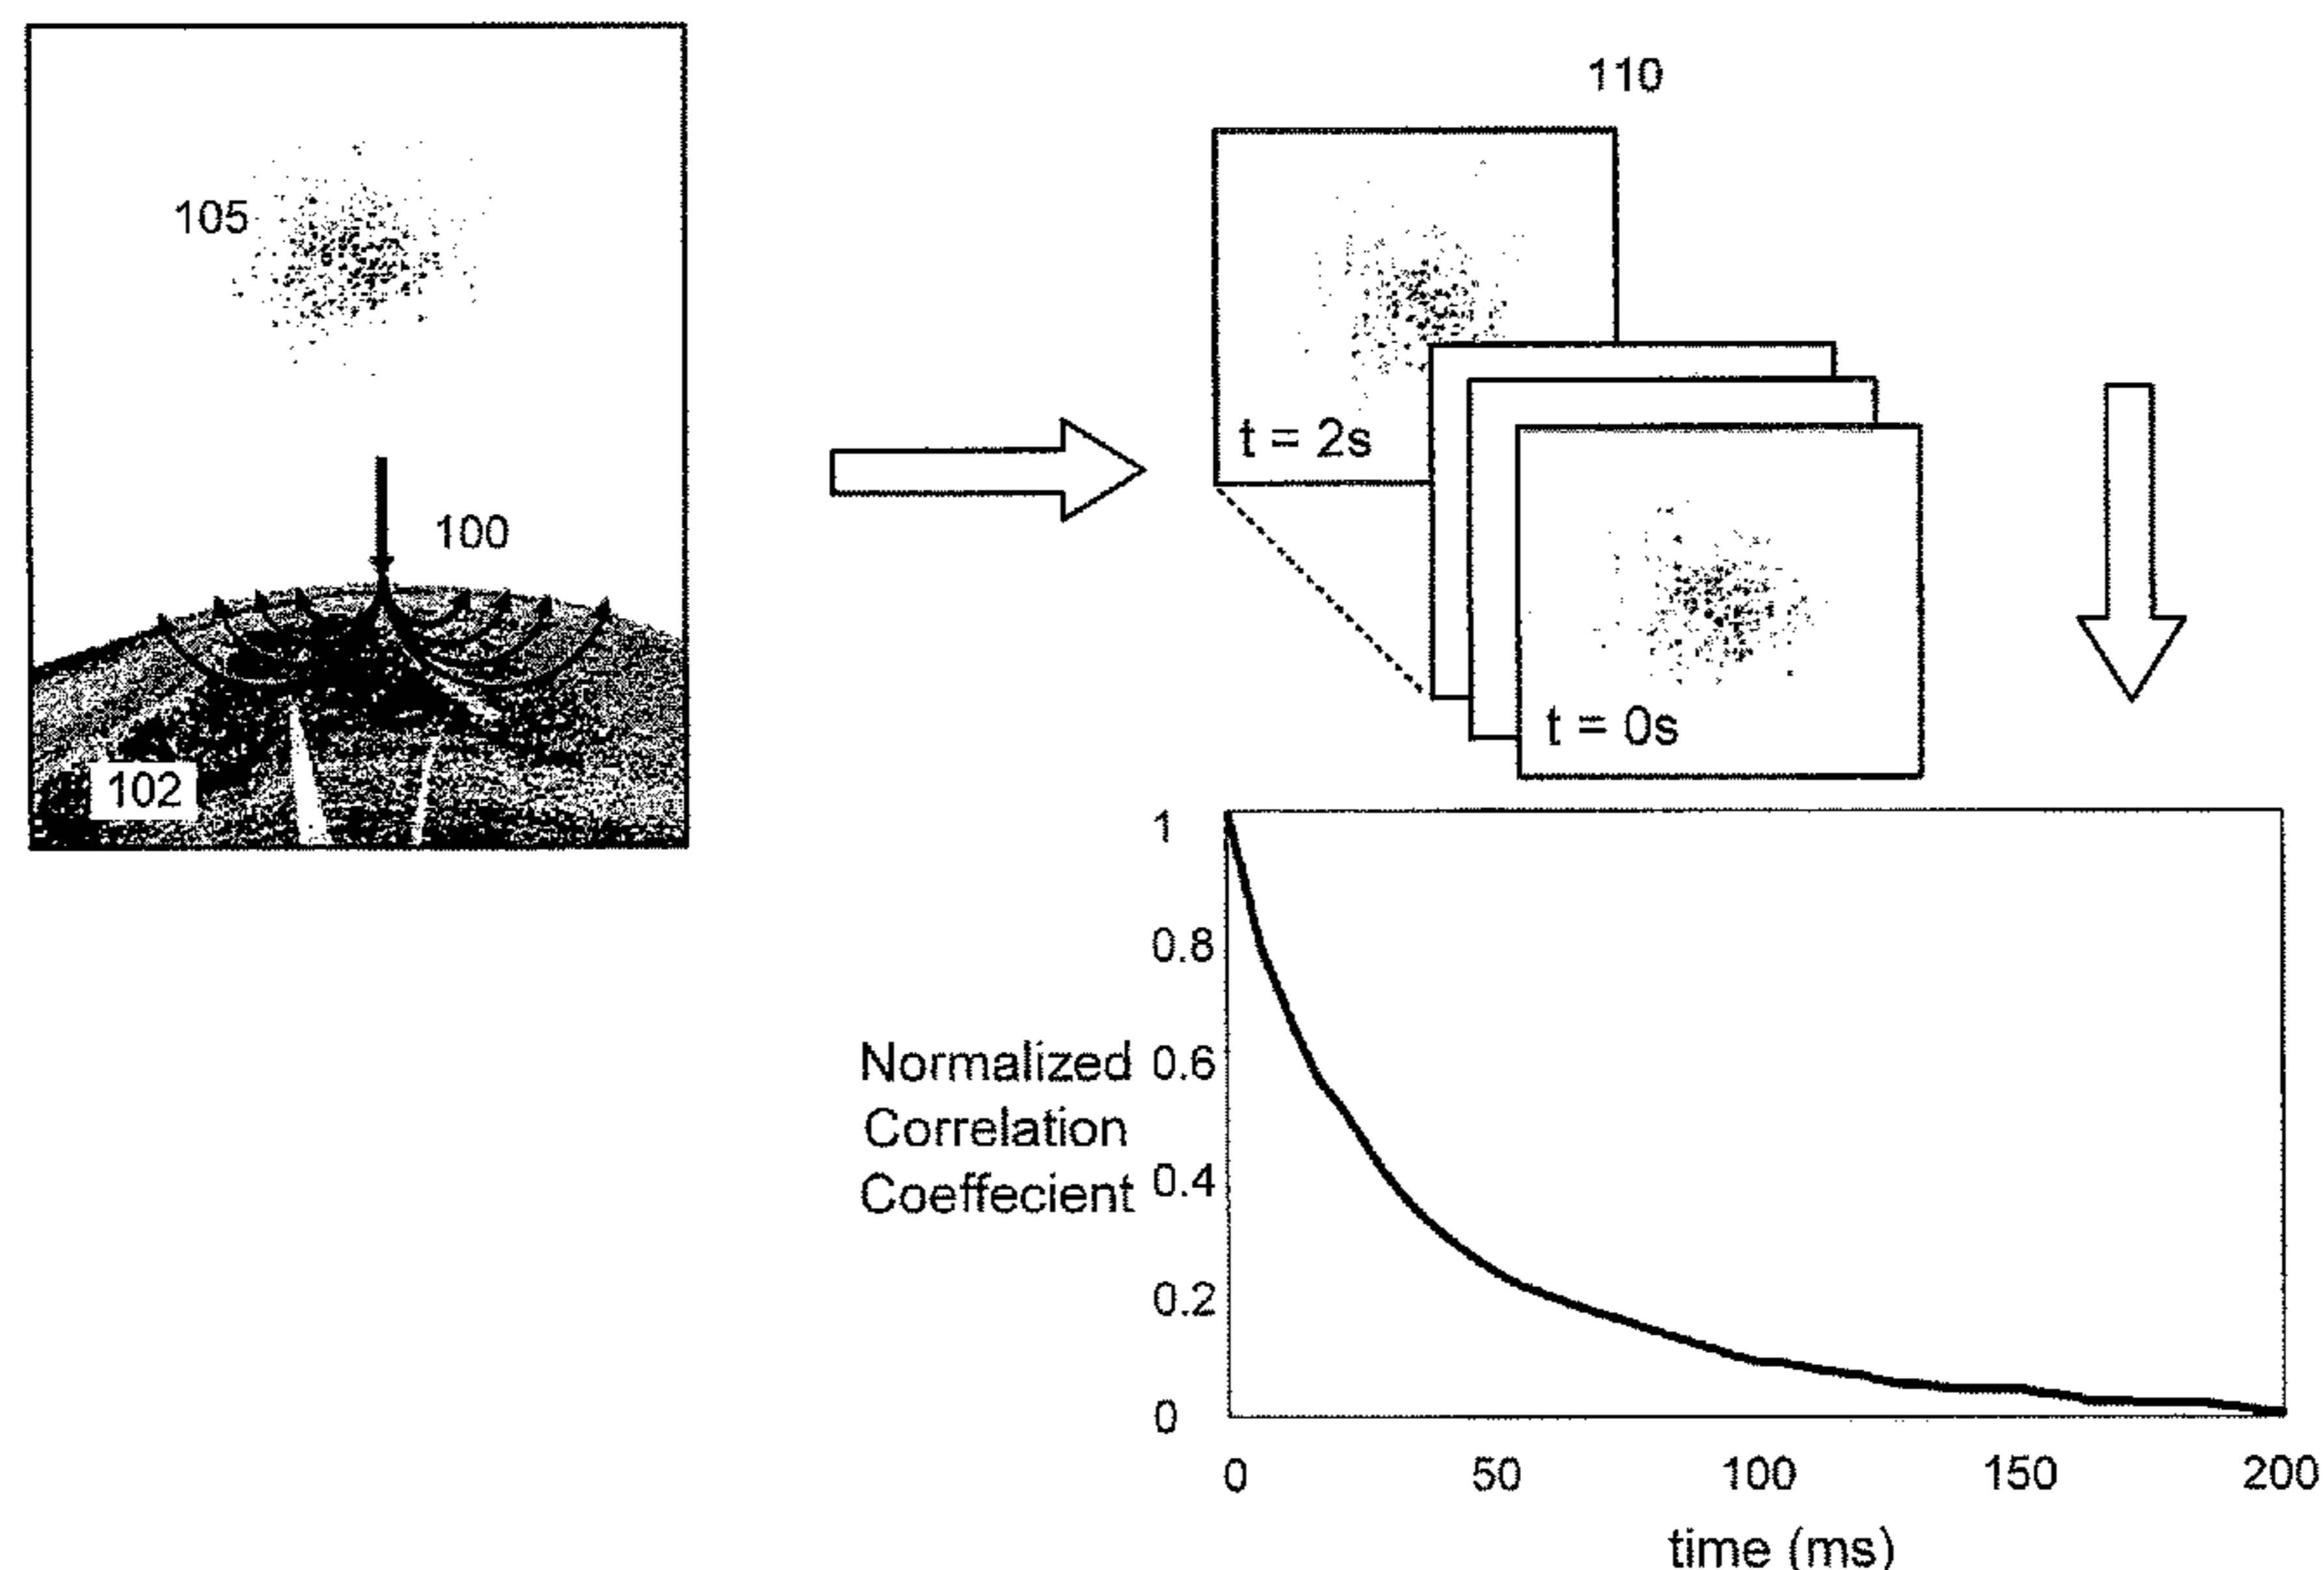 105
100
102
110
t = 2s
t = 0s
1
0.8
0.6
0.4
0.2
0
Normalized
Correlation
Coeffecient
0
50
100
150
200
time (ms)